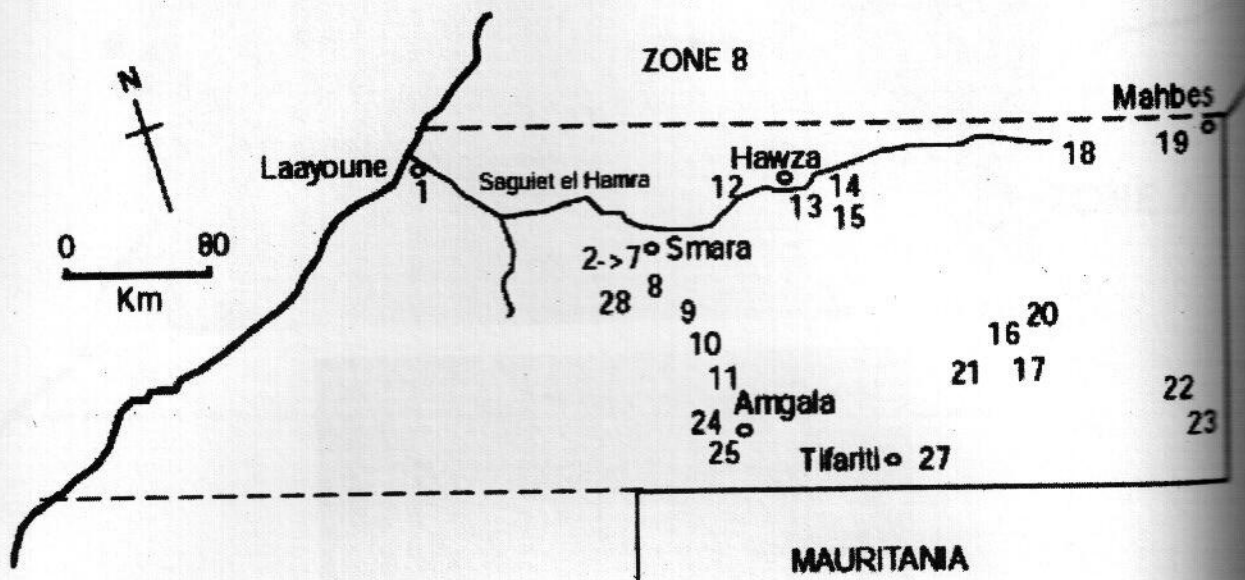 ZONE 8
N
Mahbes
19
18
Laayoune
1
Saguiet el Hamra
Hawza
12
13
14
15
0 80
Km
2->7
Smara
8
28
9
10
11
16
20
21
17
22
23
Amgala
24
25
Tifariti
27
MAURITANIA